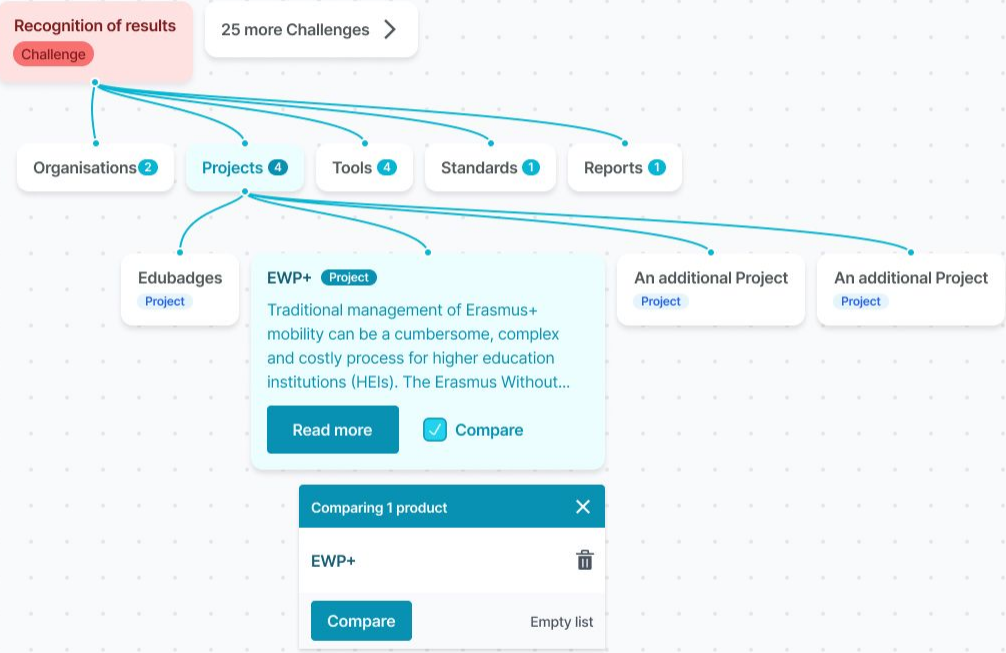 Recognition of results
Challenge
25 more Challenges
Organisations 2
Projects 4
Tools 4
Standards 1
Reports 1
Edubadges
Project
EWP+ Project
Traditional management of Erasmus+
mobility can be a cumbersome, complex
and costly process for higher education
institutions (HEIs). The Erasmus Without...
Read more
Compare
An additional Project
Project
An additional Project
Project
Comparing 1 product
EWP+
Compare
Empty list